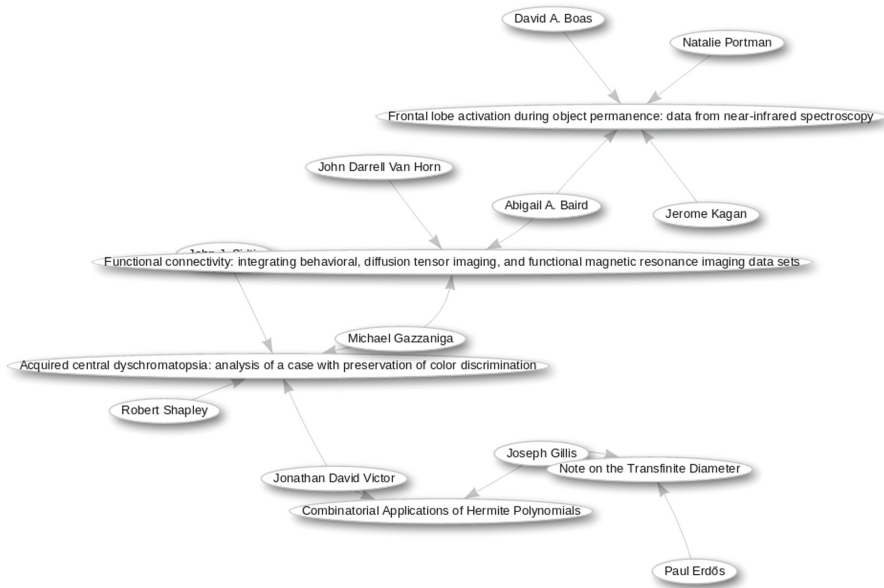 David A. Boas
Natalie Portman
Frontal lobe activation during object permanence: data from near-infrared spectroscopy
John Darrell Van Horn
Abigail A. Baird
Jerome Kagan
Functional connectivity: integrating behavioral, diffusion tensor imaging, and functional magnetic resonance imaging data sets
Michael Gazzaniga
Acquired central dyschromatopsia: analysis of a case with preservation of color discrimination
Robert Shapley
Joseph Gillis
Note on the Transfinite Diameter
Jonathan David Victor
Combinatorial Applications of Hermite Polynomials
Paul Erdős